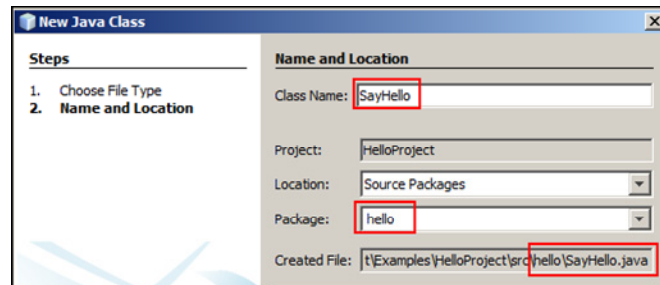 New Java Class
Steps
1. Choose File Type
2. Name and Location
Name and Location
Class Name: SayHello
Project: HelloProject
Location: Source Packages
Package: hello
Created File: t\Examples\HelloProject\src\hello\SayHello.java